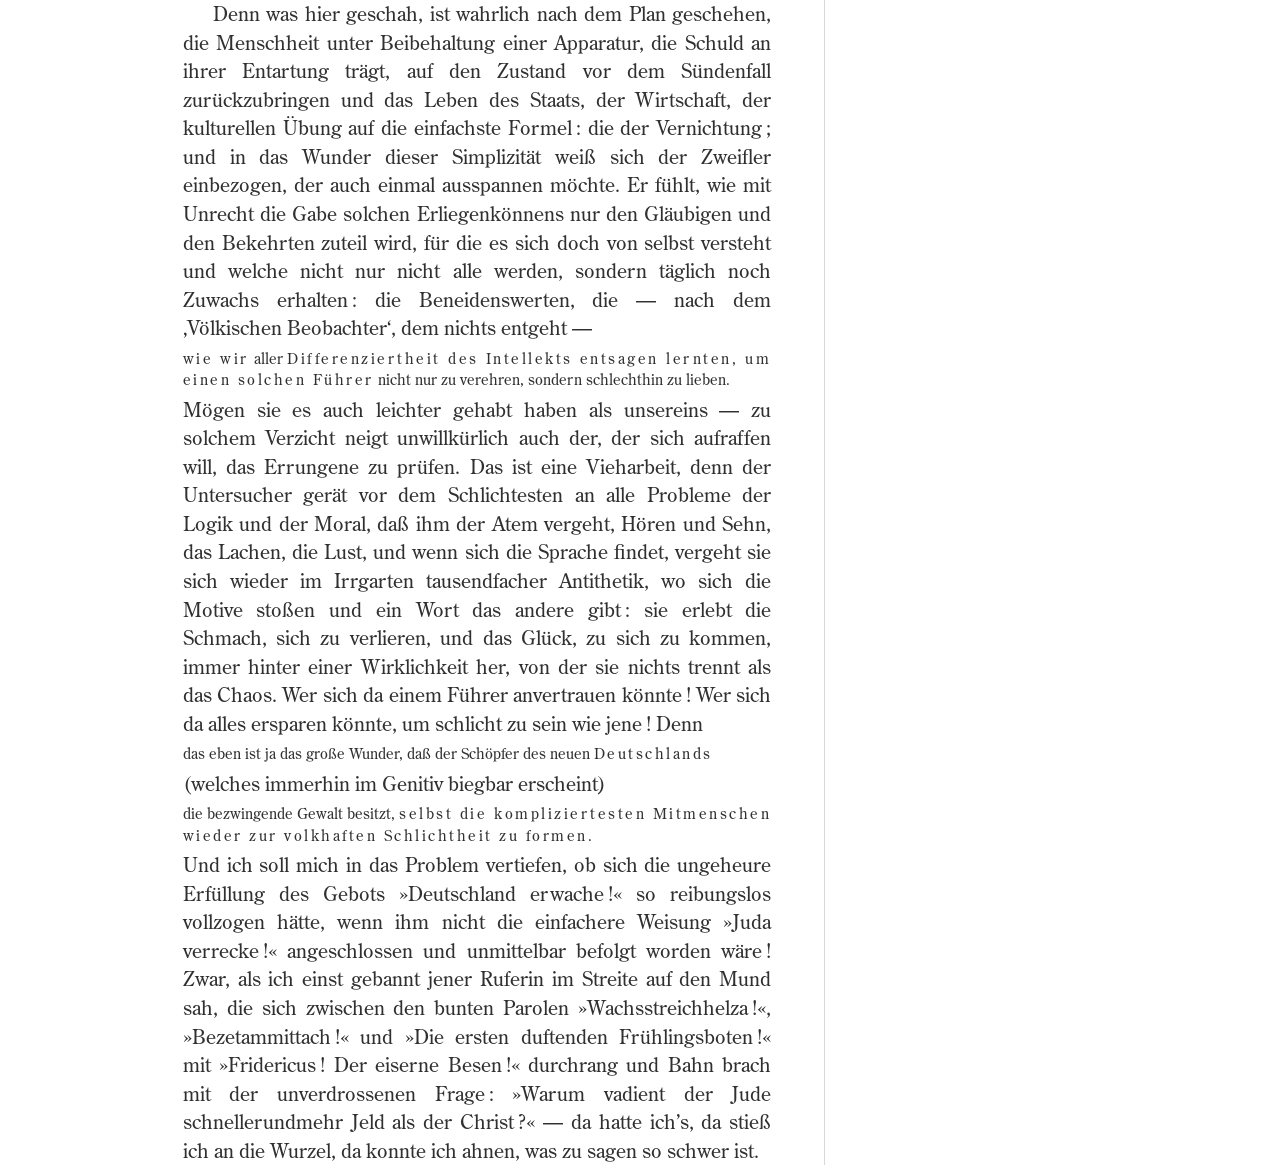 Denn was hier geschah, ist wahrlich nach dem Plan geschehen,
die Menschheit unter Beibehaltung einer Apparatur, die Schuld an
ihrer Entartung trägt, auf den Zustand vor dem Sündenfall
zurückzubringen und das Leben des Staats, der Wirtschaft, der
kulturellen Übung auf die einfachste Formel : die der Vernichtung ;
und in das Wunder dieser Simplizität weiß sich der Zweifler
einbezogen, der auch einmal ausspannen möchte. Er fühlt, wie mit
Unrecht die Gabe solchen Erliegenkönnens nur den Gläubigen und
den Bekehrten zuteil wird, für die es sich doch von selbst versteht
und welche nicht nur nicht alle werden, sondern täglich noch
Zuwachs erhalten : die Beneidenswerten, die — nach dem
‚Völkischen Beobachter‘, dem nichts entgeht —
wie wir aller Differenziertheit des Intellekts entsagen lernten, um
einen solchen Führer nicht nur zu verehren, sondern schlechthin zu lieben.
Mögen sie es auch leichter gehabt haben als unsereins — zu
solchem Verzicht neigt unwillkürlich auch der, der sich aufraffen
will, das Errungene zu prüfen. Das ist eine Vieharbeit, denn der
Untersucher gerät vor dem Schlichtesten an alle Probleme der
Logik und der Moral, daß ihm der Atem vergeht, Hören und Sehn,
das Lachen, die Lust, und wenn sich die Sprache findet, vergeht sie
sich wieder im Irrgarten tausendfacher Antithetik, wo sich die
Motive stoßen und ein Wort das andere gibt : sie erlebt die
Schmach, sich zu verlieren, und das Glück, zu sich zu kommen,
immer hinter einer Wirklichkeit her, von der sie nichts trennt als
das Chaos. Wer sich da einem Führer anvertrauen könnte ! Wer sich
da alles ersparen könnte, um schlicht zu sein wie jene ! Denn
das eben ist ja das große Wunder, daß der Schöpfer des neuen Deutschlands
(welches immerhin im Genitiv biegbar erscheint)
die bezwingende Gewalt besitzt, selbst die kompliziertesten Mitmenschen
wieder zur volkhaften Schlichtheit zu formen.
Und ich soll mich in das Problem vertiefen, ob sich die ungeheure
Erfüllung des Gebots »Deutschland erwache !« so reibungslos
vollzogen hätte, wenn ihm nicht die einfachere Weisung »Juda
verrecke !« angeschlossen und unmittelbar befolgt worden wäre !
Zwar, als ich einst gebannt jener Ruferin im Streite auf den Mund
sah, die sich zwischen den bunten Parolen »Wachsstreichhelza !«,
»Bezetammittach !« und »Die ersten duftenden Frühlingsboten !«
mit »Fridericus ! Der eiserne Besen !« durchrang und Bahn brach
mit der unverdrossenen Frage : »Warum vadient der Jude
schnellerundmehr Jeld als der Christ ?« — da hatte ich’s, da stieß
ich an die Wurzel, da konnte ich ahnen, was zu sagen so schwer ist.